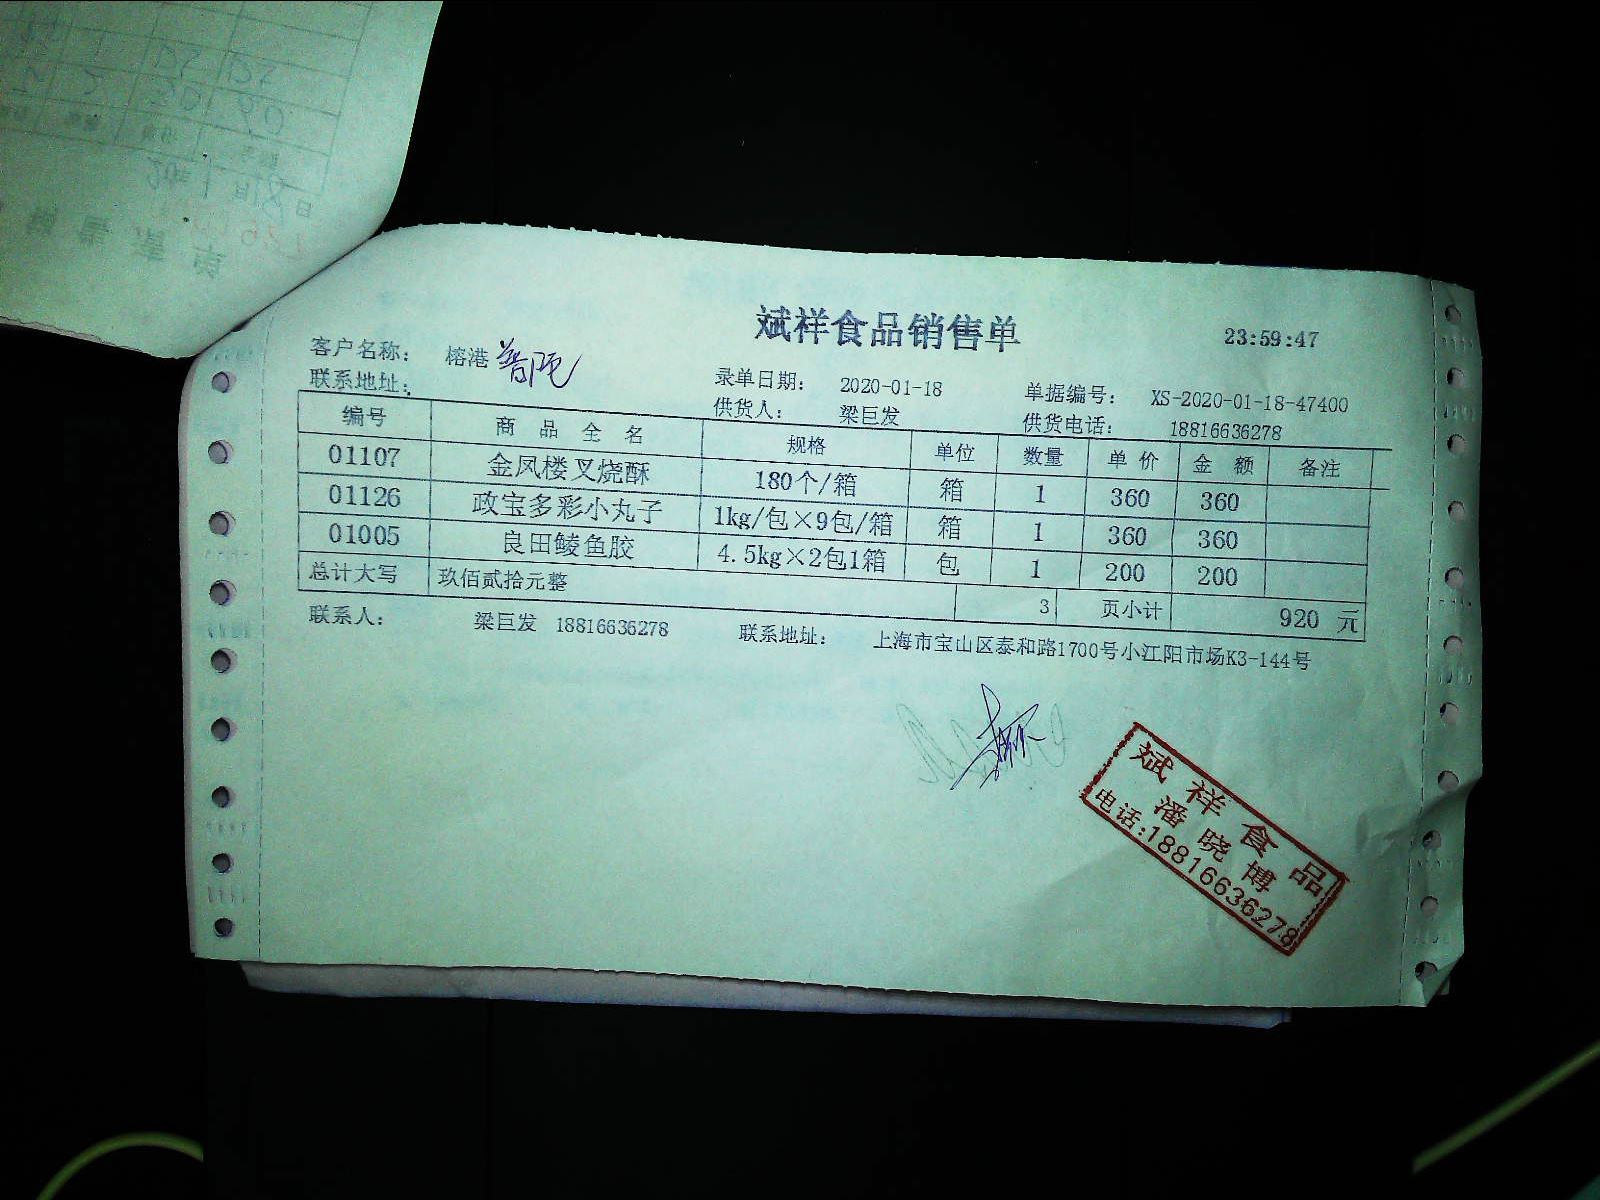 斌祥食品销售单
23:59:47
客户名称： 榕港 普陀
联系地址： 录单日期： 2020-01-18 单据编号： XS-2020-01-18-47400
供货人： 梁巨发 供货电话： 18816636278
编号 商品全名 规格 单位 数量 单价 金额 备注
01107 金凤楼叉烧酥 180个/箱 箱 1 360 360
01126 政宝多彩小丸子 1kg/包×9包/箱 箱 1 360 360
01005 良田鲮鱼胶 4.5kg×2包1箱 包 1 200 200
总计大写 玖佰贰拾元整 3 页小计 920 元
联系人： 梁巨发 18816636278 联系地址： 上海市宝山区泰和路1700号小江阳市场K3-144号
斌祥食品
潘晓博
电话:18816636278